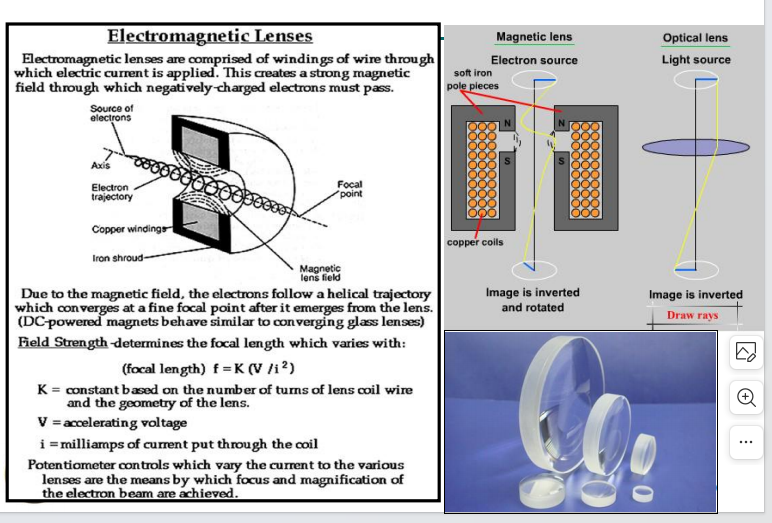 Electromagnetic Lenses
Electromagnetic lenses are comprised of windings of wire through
which electric current is applied. This creates a strong magnetic
field through which negatively-charged electrons must pass.
Source of
electrons
Axis
Electron
trajectory
Copper windings
Iron shroud
Focal
point
Magnetic
lens field
Due to the magnetic field, the electrons follow a helical trajectory
which converges at a fine focal point after it emerges from the lens.
(DC-powered magnets behave similar to converging glass lenses)
Field Strength -determines the focal length which varies with:
(focal length) f = K (V /i²)
K = constant based on the number of turns of lens coil wire
and the geometry of the lens.
V = accelerating voltage
i = milliamps of current put through the coil
Potentiometer controls which vary the current to the various
lenses are the means by which focus and magnification of
the electron beam are achieved.
Magnetic lens
Electron source
soft iron
pole pieces
N
N
S
S
copper coils
Image is inverted
and rotated
Optical lens
Light source
Image is inverted
Draw rays